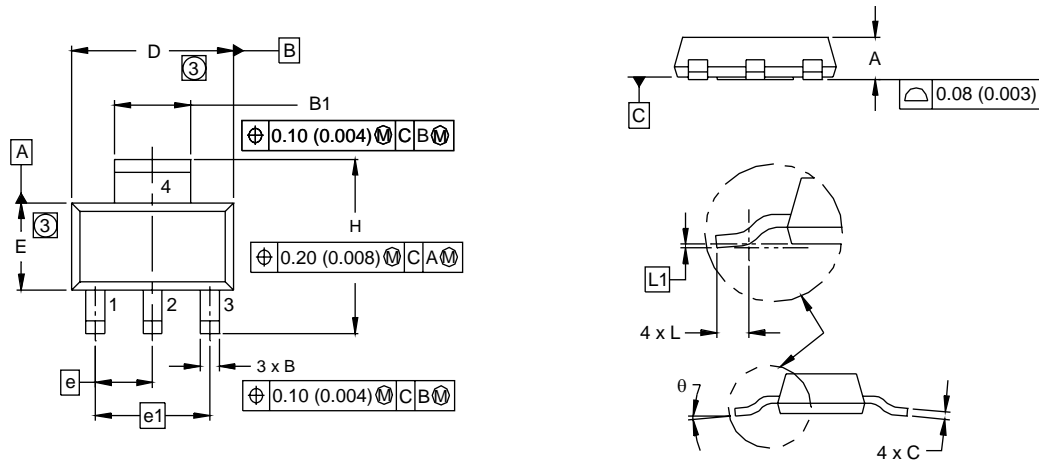 D
③
B
B1
⌖ 0.10 (0.004) Ⓜ C B Ⓜ
A
4
③
E
H
⌖ 0.20 (0.008) Ⓜ C A Ⓜ
1 2 3
e
3 x B
e1
⌖ 0.10 (0.004) Ⓜ C B Ⓜ
A
C
⌓ 0.08 (0.003)
L1
4 x L
θ
4 x C